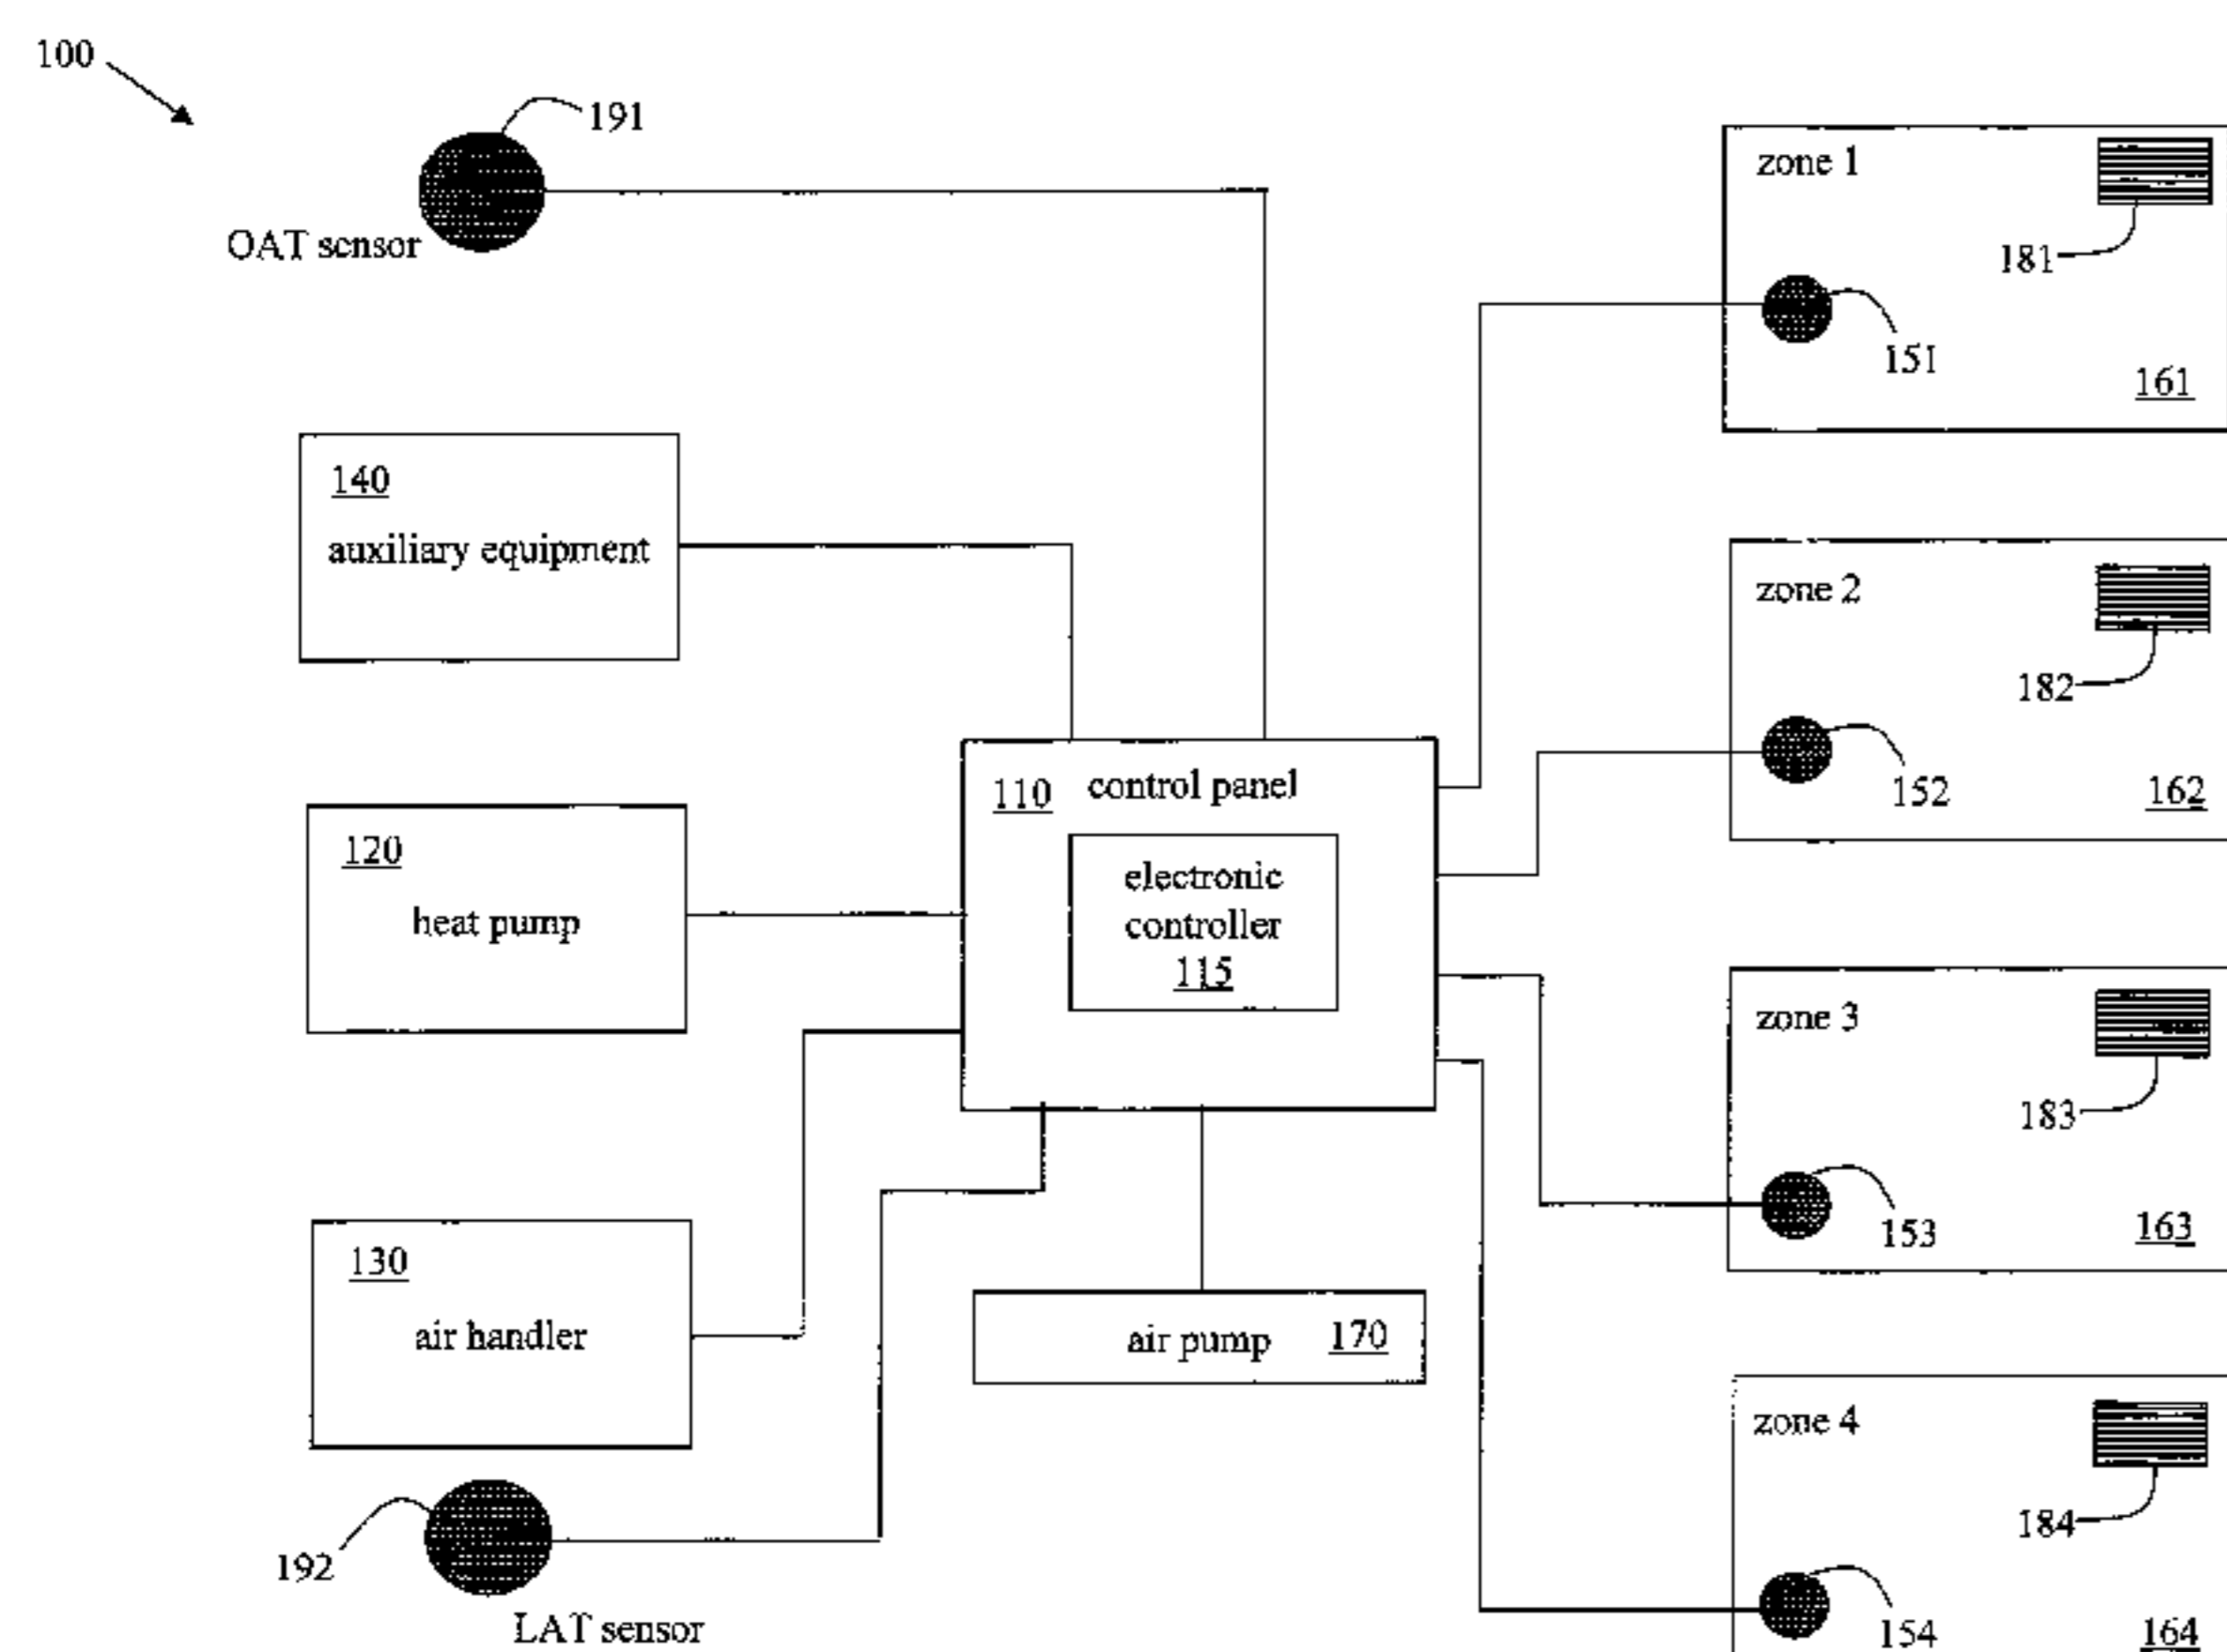 100
191
OAT sensor
zone 1
181
151
161
140
auxiliary equipment
zone 2
182
152
162
110 control panel
electronic
controller
115
120
heat pump
zone 3
183
153
163
130
air handler
air pump 170
zone 4
184
154
164
192
LAT sensor